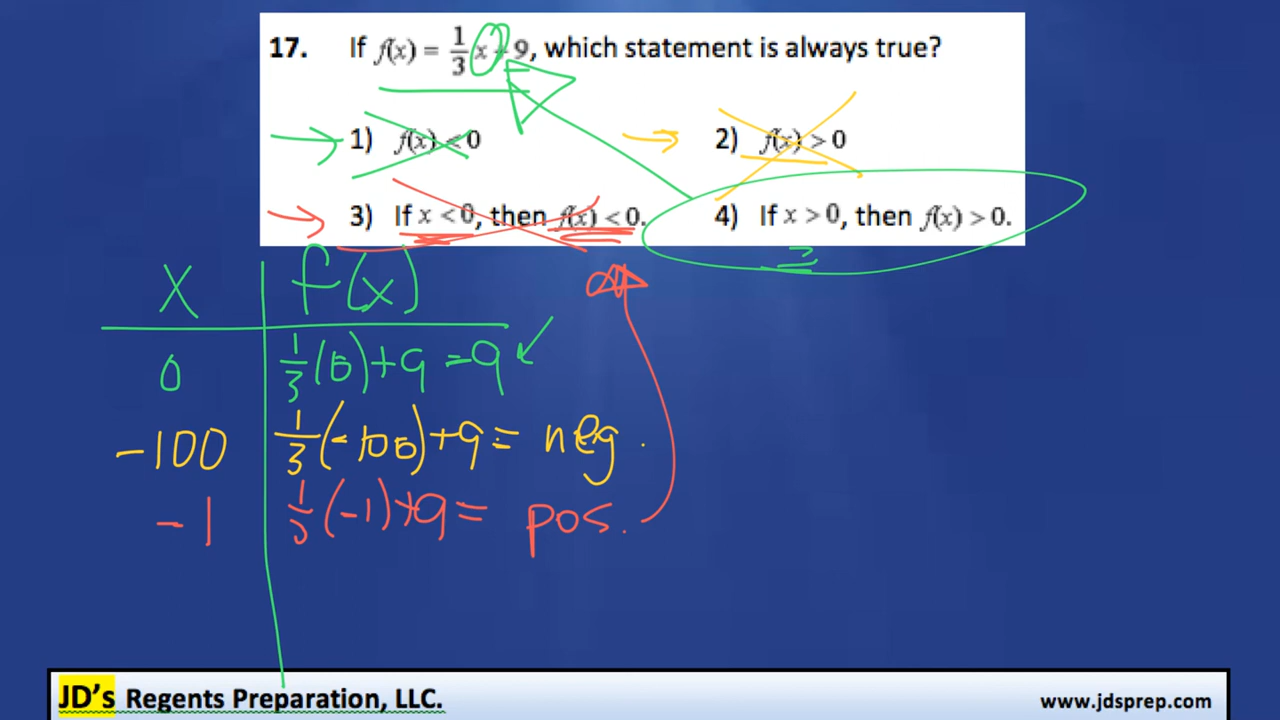 17. If f(x) = 1/3 x + 9, which statement is always true?
1) f(x) < 0 2) f(x) > 0
3) If x < 0, then f(x) < 0. 4) If x > 0, then f(x) > 0.
X f(x)
0 1/3 (0) + 9 = 9
-100 1/3 (-100) + 9 = neg.
-1 1/3 (-1) + 9 = pos.
JD's Regents Preparation, LLC. www.jdsprep.com